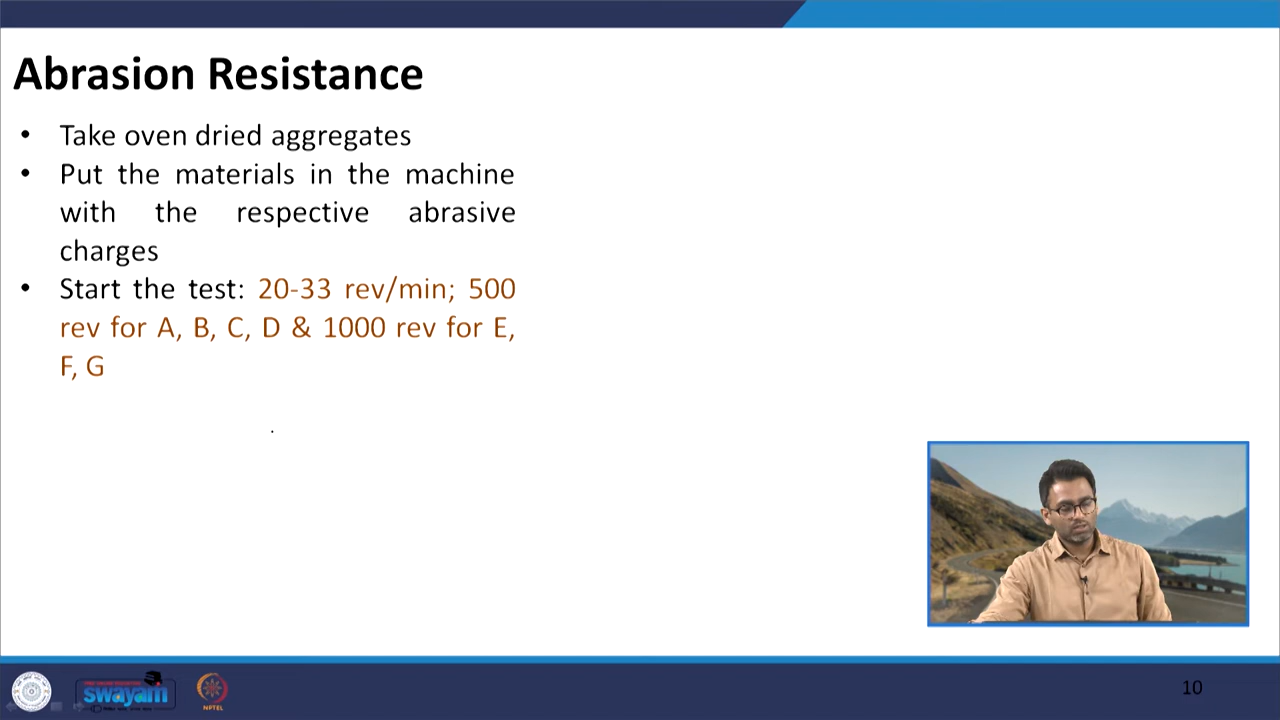 Abrasion Resistance
• Take oven dried aggregates
• Put the materials in the machine
with the respective abrasive
charges
• Start the test: 20-33 rev/min; 500
rev for A, B, C, D & 1000 rev for E,
F, G
swayam
NPTEL
10